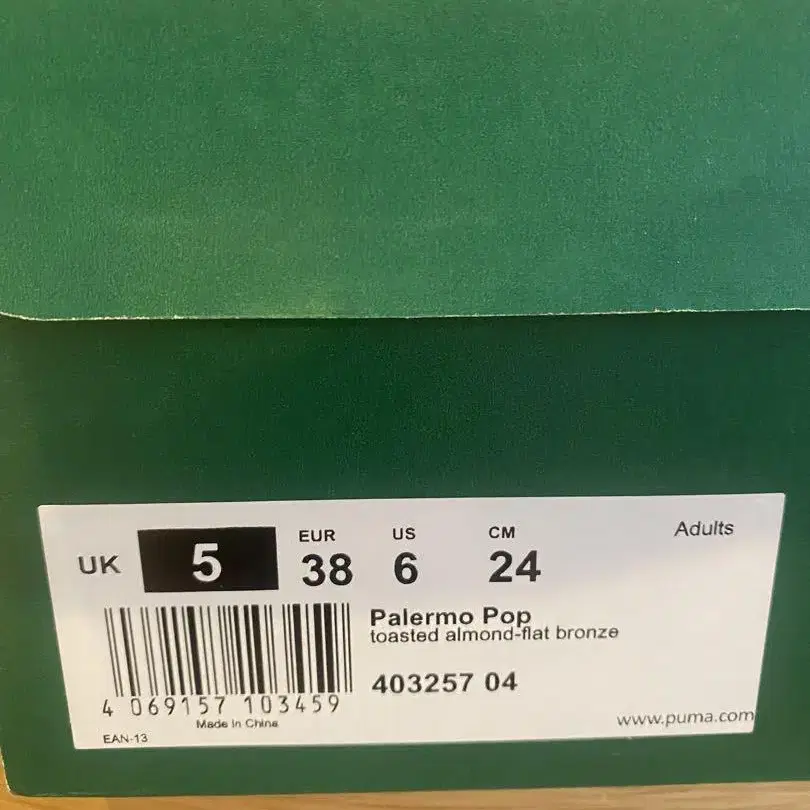 UK 5 EUR 38 US 6 CM 24 Adults
Palermo Pop
toasted almond-flat bronze
403257 04
4 069157 103459
Made in China
EAN-13
www.puma.com